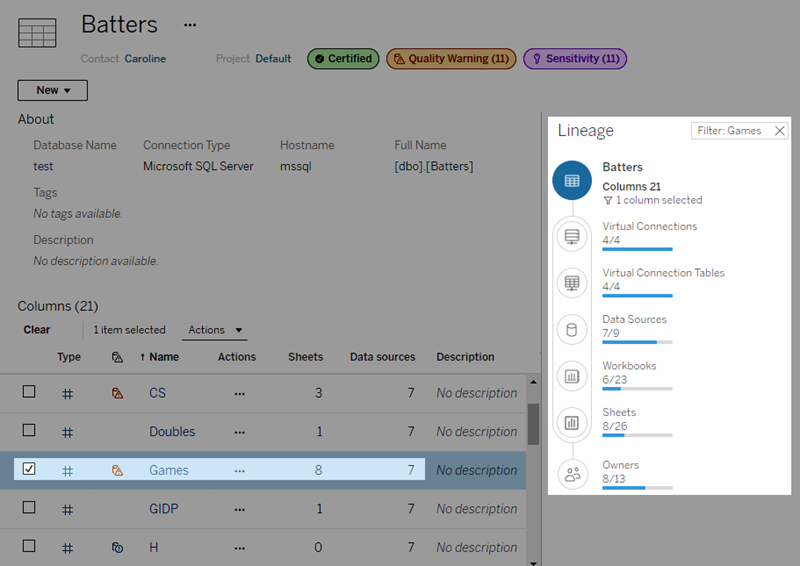 Batters ···
Contact Caroline Project Default Certified Quality Warning (11) Sensitivity (11)
New
About
Database Name Connection Type Hostname Full Name
test Microsoft SQL Server mssql [dbo].[Batters]
Tags
No tags available.
Description
No description available.
Columns (21)
Clear 1 item selected Actions
Type ↑ Name Actions Sheets Data sources Description
# CS ··· 3 7 No description
# Doubles ··· 1 7 No description
# Games ··· 8 7 No description
# GIDP ··· 1 7 No description
# H ··· 0 7 No description
Lineage Filter: Games
Batters
Columns 21
1 column selected
Virtual Connections
4/4
Virtual Connection Tables
4/4
Data Sources
7/9
Workbooks
6/23
Sheets
8/26
Owners
8/13